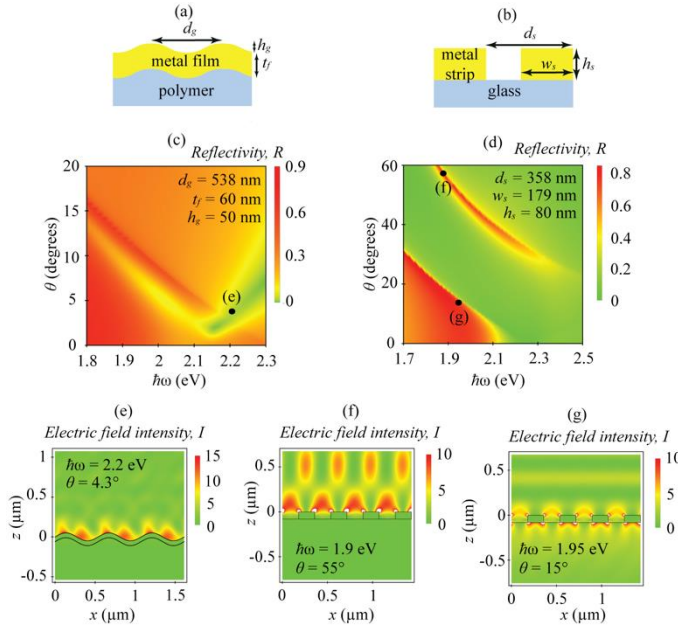 (a)
d_g
h_g
t_f
metal film
polymer
(b)
d_s
metal
strip
w_s
h_s
glass
(c)
Reflectivity, R
d_g = 538 nm
t_f = 60 nm
h_g = 50 nm
20
15
10
5
0
θ (degrees)
(e)
1.8 1.9 2 2.1 2.2 2.3
ħω (eV)
0.9
0.6
0.3
0
(d)
Reflectivity, R
d_s = 358 nm
w_s = 179 nm
h_s = 80 nm
60
40
20
0
θ (degrees)
(f)
(g)
1.7 1.9 2.1 2.3 2.5
ħω (eV)
0.8
0.6
0.4
0.2
0
(e)
Electric field intensity, I
ħω = 2.2 eV
θ = 4.3°
1
0.5
0
-0.5
z (μm)
0 0.5 1 1.5
x (μm)
15
10
5
0
(f)
Electric field intensity, I
0.5
0
-0.5
z (μm)
ħω = 1.9 eV
θ = 55°
0 0.5 1
x (μm)
10
5
0
(g)
Electric field intensity, I
0.5
0
-0.5
z (μm)
ħω = 1.95 eV
θ = 15°
0 0.5 1
x (μm)
10
5
0